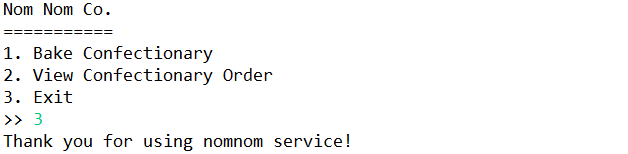 Nom Nom Co.
===========
1. Bake Confectionary
2. View Confectionary Order
3. Exit
>> 3
Thank you for using nomnom service!